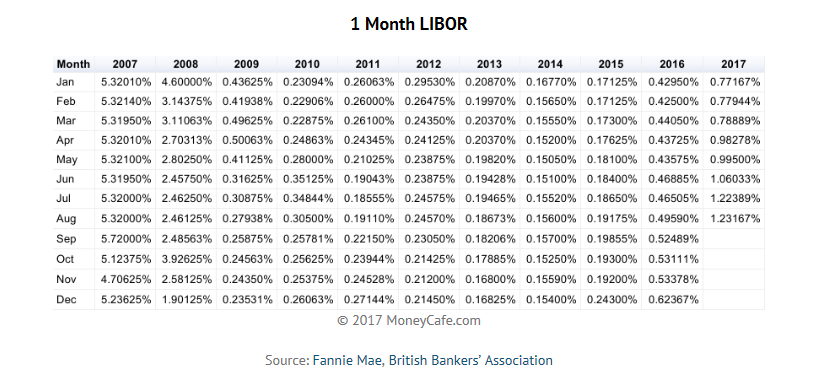 1 Month LIBOR
Month 2007 2008 2009 2010 2011 2012 2013 2014 2015 2016 2017
Jan 5.32010% 4.60000% 0.43625% 0.23094% 0.26063% 0.29530% 0.20870% 0.16770% 0.17125% 0.42950% 0.77167%
Feb 5.32140% 3.14375% 0.41938% 0.22906% 0.26000% 0.26475% 0.19970% 0.15650% 0.17125% 0.42500% 0.77944%
Mar 5.31950% 3.11063% 0.49625% 0.22875% 0.26100% 0.24350% 0.20370% 0.15550% 0.17300% 0.44050% 0.78889%
Apr 5.32010% 2.70313% 0.50063% 0.24863% 0.24345% 0.24125% 0.20370% 0.15200% 0.17625% 0.43725% 0.98278%
May 5.32100% 2.80250% 0.41125% 0.28000% 0.21025% 0.23875% 0.19820% 0.15050% 0.18100% 0.43575% 0.99500%
Jun 5.31950% 2.45750% 0.31625% 0.35125% 0.19043% 0.23875% 0.19428% 0.15100% 0.18400% 0.46885% 1.06033%
Jul 5.32000% 2.46250% 0.30875% 0.34844% 0.18555% 0.24575% 0.19465% 0.15520% 0.18650% 0.46505% 1.22389%
Aug 5.32000% 2.46125% 0.27938% 0.30500% 0.19110% 0.24570% 0.18673% 0.15600% 0.19175% 0.49590% 1.23167%
Sep 5.72000% 2.48563% 0.25875% 0.25781% 0.22150% 0.23050% 0.18206% 0.15700% 0.19855% 0.52489%
Oct 5.12375% 3.92625% 0.24563% 0.25625% 0.23944% 0.21425% 0.17885% 0.15250% 0.19300% 0.53111%
Nov 4.70625% 2.58125% 0.24350% 0.25375% 0.24528% 0.21200% 0.16800% 0.15590% 0.19200% 0.53378%
Dec 5.23625% 1.90125% 0.23531% 0.26063% 0.27144% 0.21450% 0.16825% 0.15400% 0.24300% 0.62367%
© 2017 MoneyCafe.com
Source: Fannie Mae, British Bankers’ Association